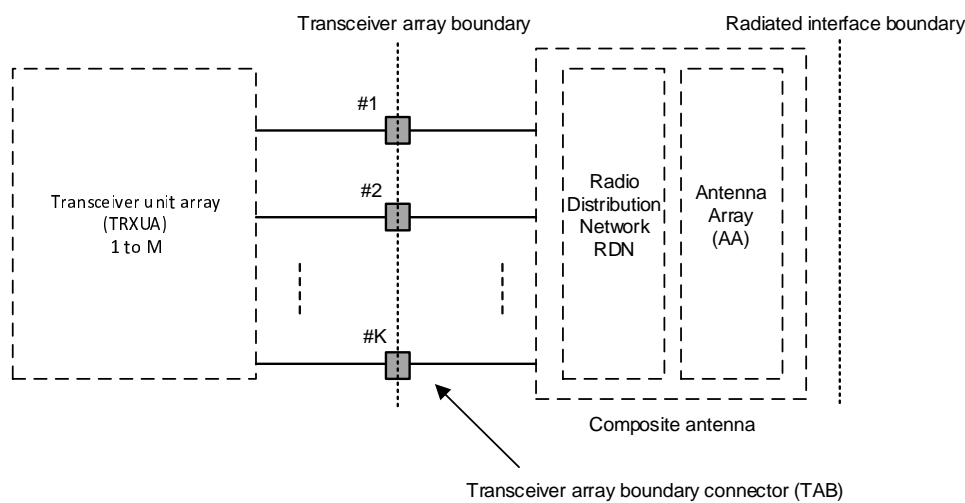 Transceiver array boundary
Radiated interface boundary
#1
#2
#K
Transceiver unit array
(TRXUA)
1 to M
Radio
Distribution
Network
RDN
Antenna
Array
(AA)
Composite antenna
Transceiver array boundary connector (TAB)